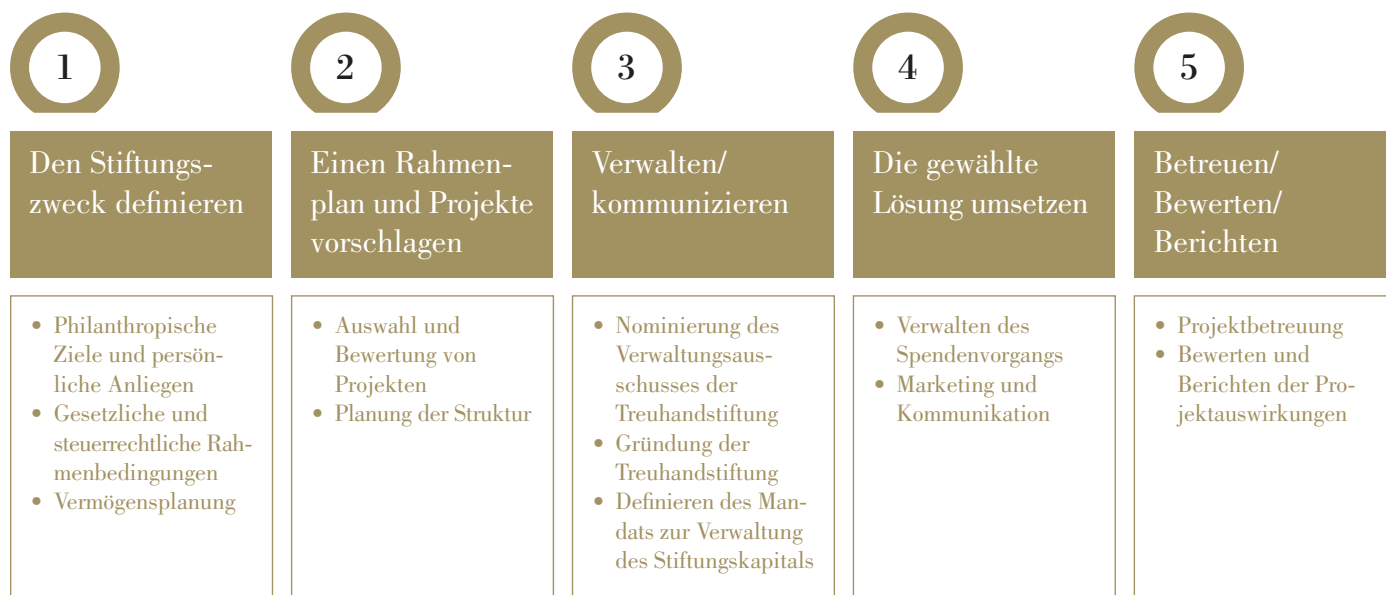 1
Den Stiftungs-
zweck definieren
• Philanthropische
Ziele und persön-
liche Anliegen
• Gesetzliche und
steuerrechtliche Rah-
menbedingungen
• Vermögensplanung
2
Einen Rahmen-
plan und Projekte
vorschlagen
• Auswahl und
Bewertung von
Projekten
• Planung der Struktur
3
Verwalten/
kommunizieren
• Nominierung des
Verwaltungsaus-
schusses der
Treuhandstiftung
• Gründung der
Treuhandstiftung
• Definieren des Man-
dats zur Verwaltung
des Stiftungskapitals
4
Die gewählte
Lösung umsetzen
• Verwalten des
Spendenvorgangs
• Marketing und
Kommunikation
5
Betreuen/
Bewerten/
Berichten
• Projektbetreuung
• Bewerten und
Berichten der Pro-
jektauswirkungen